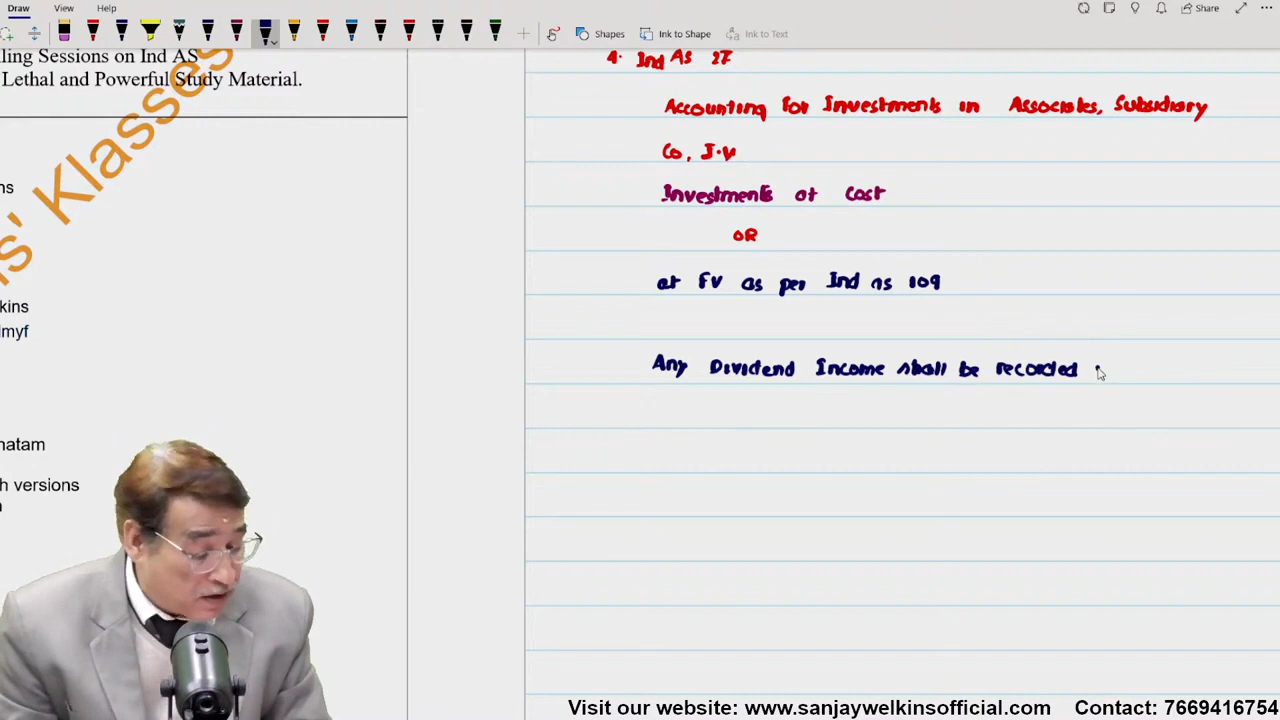 Draw View Help
Shapes Ink to Shape Ink to Text Share
ling Sessions on Ind AS
Lethal and Powerful Study Material.
s' Klasses
ns
kins
lmyf
natam
h versions
n
4. Ind AS 27
Accounting For Investments in Associates, Subsidiary
Co, J.V
Investments at Cost
OR
at FV as per Ind as 109
Any Dividend Income shall be recorded
Visit our website: www.sanjaywelkinsofficial.com Contact: 7669416754